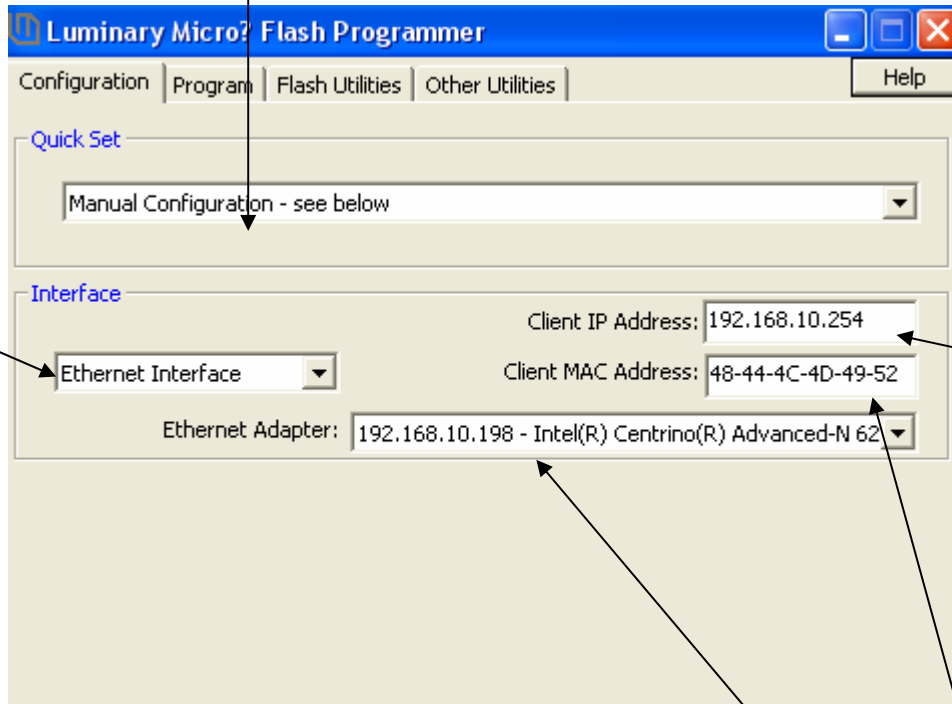 Luminary Micro? Flash Programmer
Configuration Program Flash Utilities Other Utilities Help
Quick Set
Manual Configuration - see below
Interface
Client IP Address: 192.168.10.254
Ethernet Interface Client MAC Address: 48-44-4C-4D-49-52
Ethernet Adapter: 192.168.10.198 - Intel(R) Centrino(R) Advanced-N 62